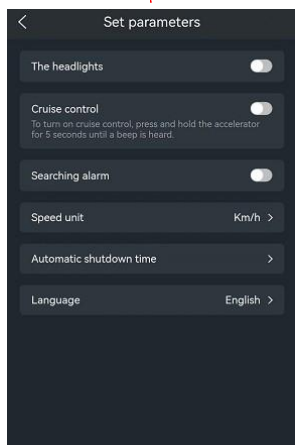 Set parameters
The headlights
Cruise control
To turn on cruise control, press and hold the accelerator
for 5 seconds until a beep is heard.
Searching alarm
Speed unit Km/h
Automatic shutdown time
Language English